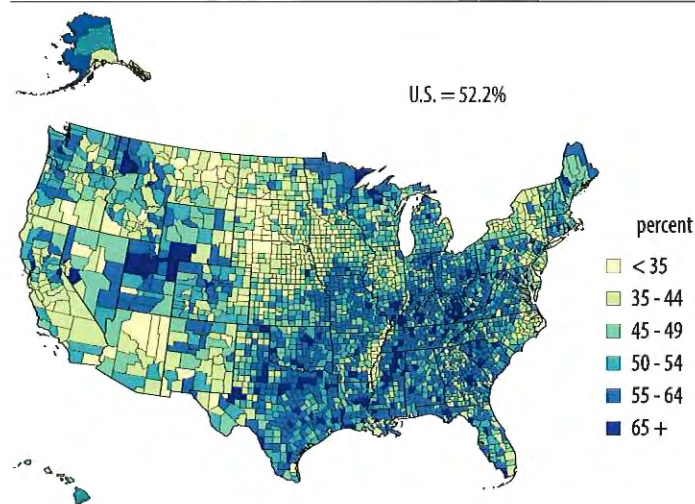 U.S. = 52.2%
percent
< 35
35 - 44
45 - 49
50 - 54
55 - 64
65 +